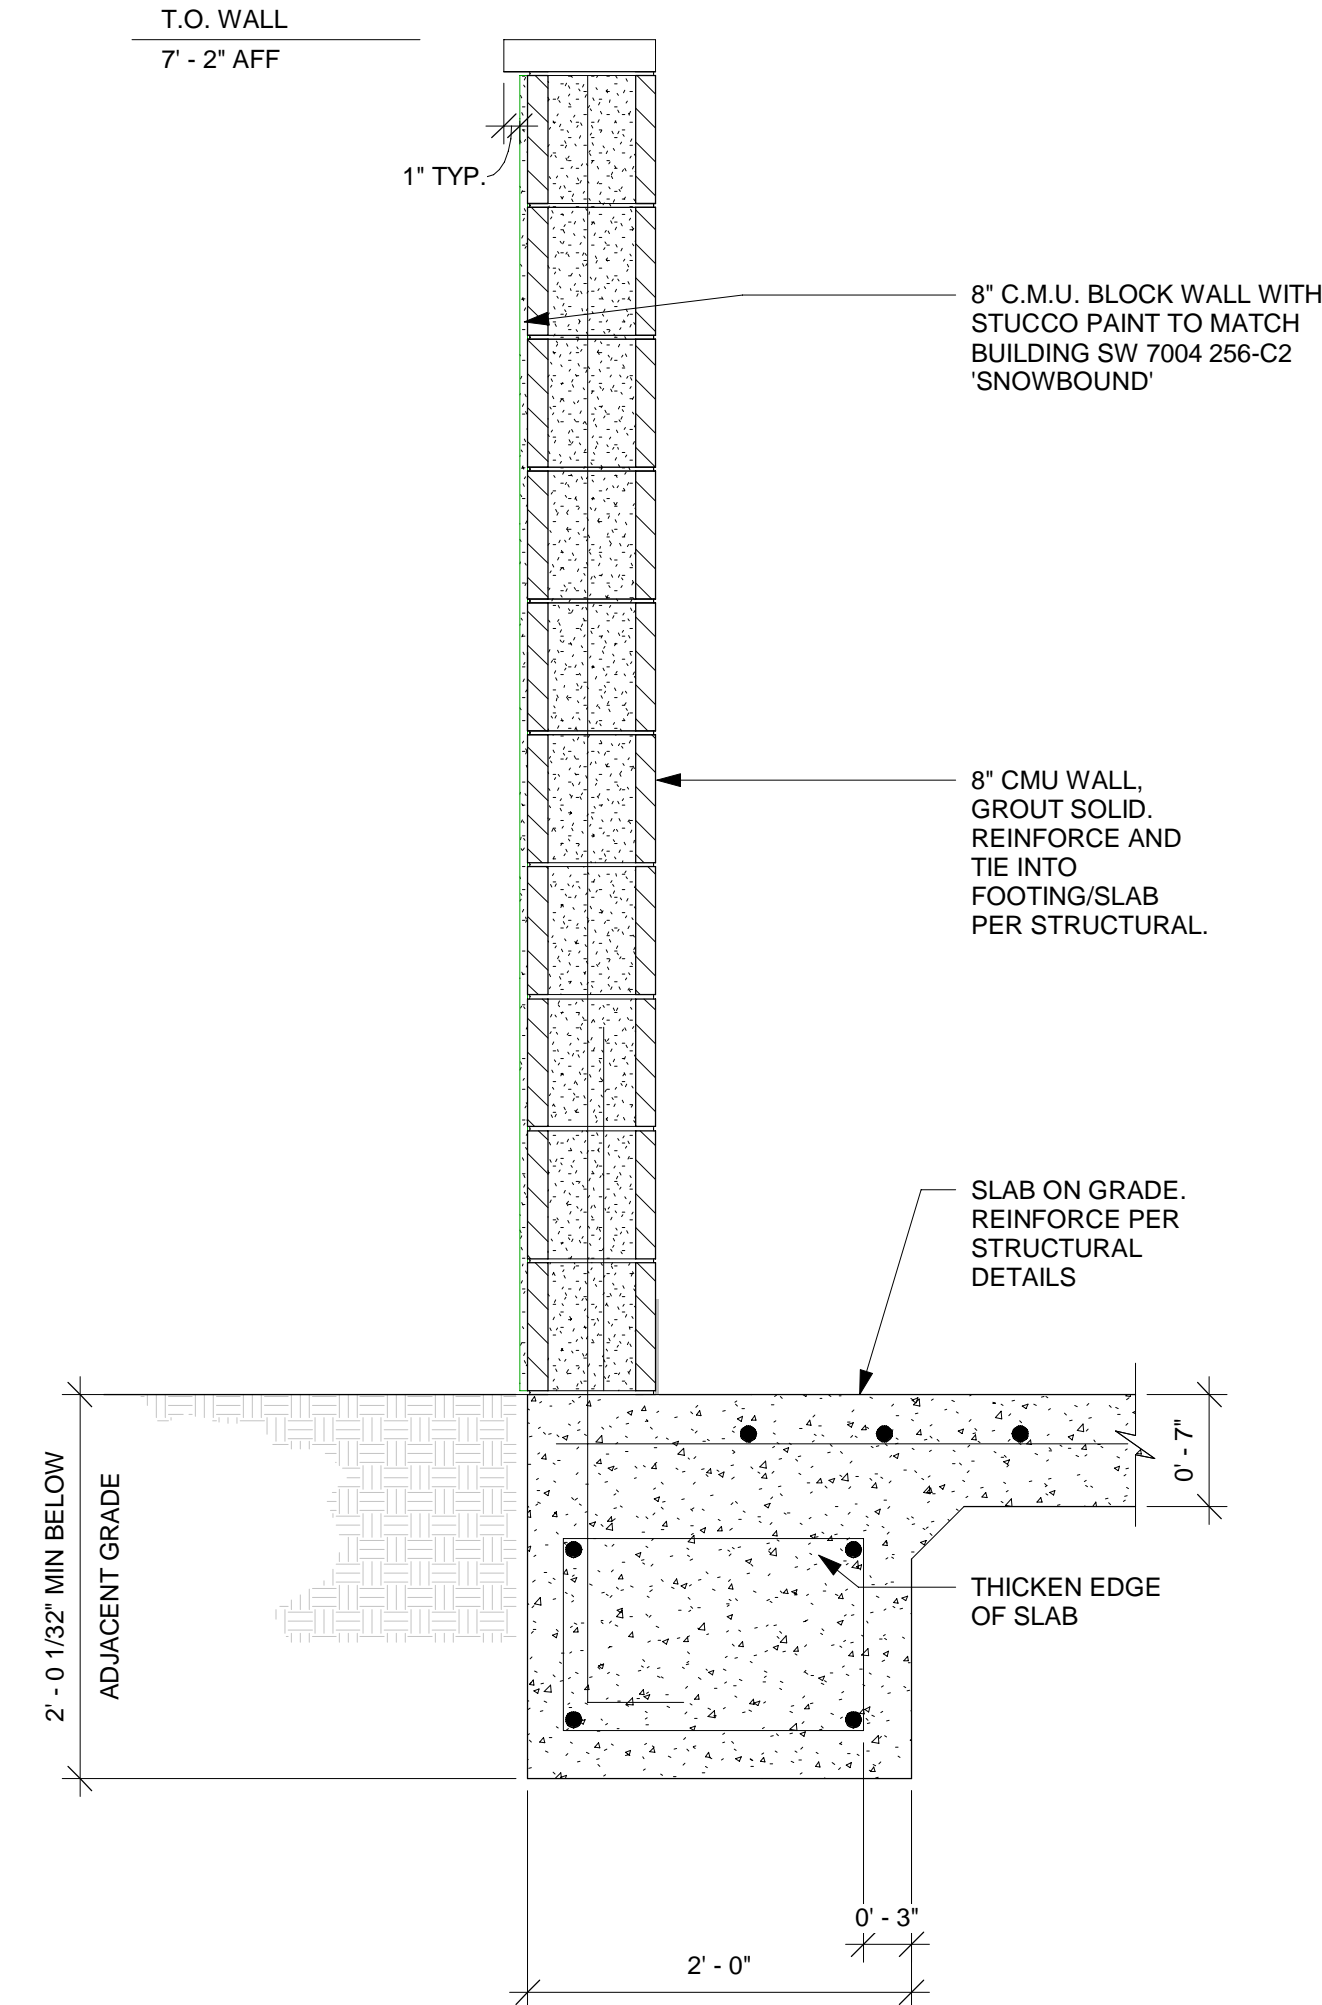 T.O. WALL
7' - 2" AFF
1" TYP.
8" C.M.U. BLOCK WALL WITH
STUCCO PAINT TO MATCH
BUILDING SW 7004 256-C2
'SNOWBOUND'
8" CMU WALL,
GROUT SOLID.
REINFORCE AND
TIE INTO
FOOTING/SLAB
PER STRUCTURAL.
SLAB ON GRADE.
REINFORCE PER
STRUCTURAL
DETAILS
2' - 0 1/32" MIN BELOW
ADJACENT GRADE
0' - 7"
THICKEN EDGE
OF SLAB
0' - 3"
2' - 0"